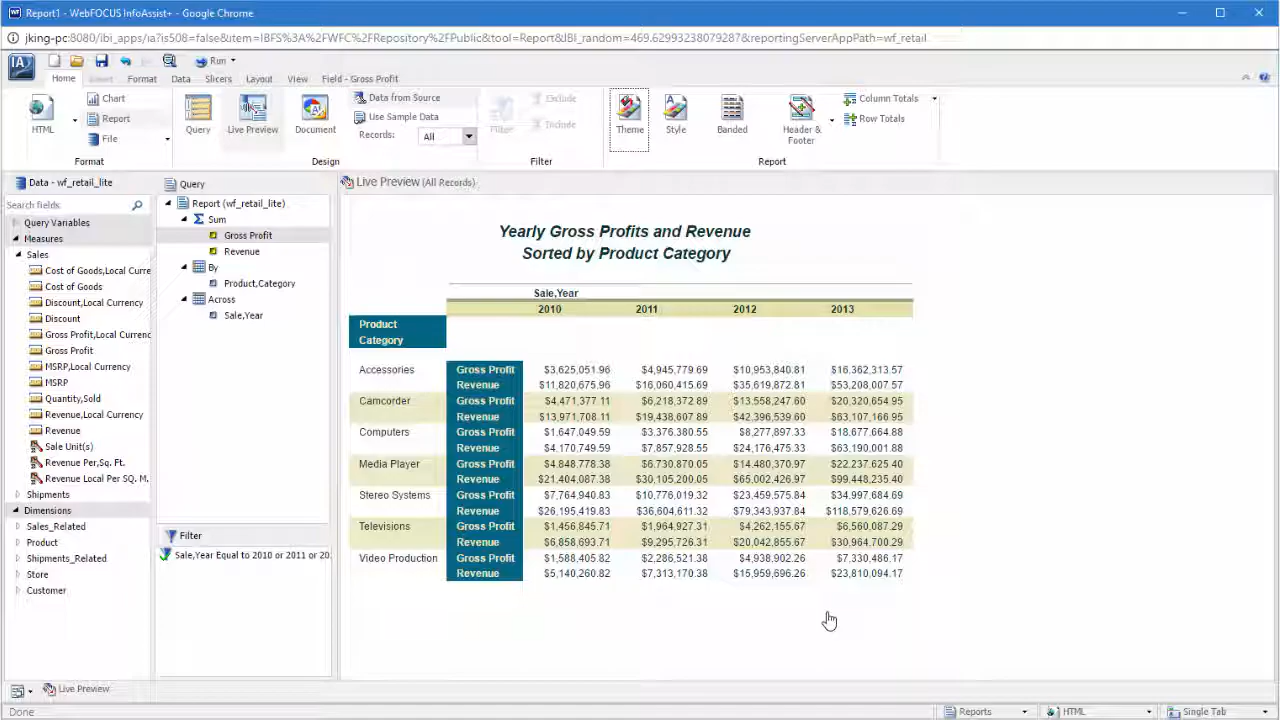 Report1 - WebFOCUS InfoAssist+ - Google Chrome
jking-pc:8080/ibi_apps/ia?is508=false&item=IBFS%3A%2FWFC%2FRepository%2FPublic&tool=Report&IBI_random=469.62993238079287&reportingServerAppPath=wf_retail
IA Run
Home Insert Format Data Slicers Layout View Field - Gross Profit
HTML
Chart
Report
File
Format
Query
Live Preview
Document
Data from Source
Use Sample Data
Records: All
Design
Filter
Exclude
Include
Filter
Theme
Style
Banded
Header &
Footer
Column Totals
Row Totals
Report
Data - wf_retail_lite
Search fields
Query Variables
Measures
Sales
Cost of Goods,Local Curre
Cost of Goods
Discount,Local Currency
Discount
Gross Profit,Local Currenc
Gross Profit
MSRP,Local Currency
MSRP
Quantity,Sold
Revenue,Local Currency
Revenue
Sale Unit(s)
Revenue Per,Sq. Ft.
Revenue Local Per SQ. M.
Shipments
Dimensions
Sales_Related
Product
Shipments_Related
Store
Customer
Query
Report (wf_retail_lite)
Sum
Gross Profit
Revenue
By
Product,Category
Across
Sale,Year
Filter
Sale,Year Equal to 2010 or 2011 or 20
Live Preview (All Records)
Yearly Gross Profits and Revenue
Sorted by Product Category
Sale,Year
2010 2011 2012 2013
Product
Category
Accessories Gross Profit $3,625,051.96 $4,945,779.69 $10,953,840.81 $16,362,313.57
Revenue $11,820,675.96 $16,060,415.69 $35,619,872.81 $53,208,007.57
Camcorder Gross Profit $4,471,377.11 $6,218,372.89 $13,558,247.60 $20,320,654.95
Revenue $13,971,708.11 $19,438,607.89 $42,396,539.60 $63,107,166.95
Computers Gross Profit $1,647,049.59 $3,376,380.55 $6,277,897.33 $18,677,664.88
Revenue $4,170,749.59 $7,857,928.55 $24,176,475.33 $63,190,001.88
Media Player Gross Profit $4,848,778.38 $6,730,870.05 $14,480,370.97 $22,237,625.40
Revenue $21,404,087.38 $30,105,200.05 $65,002,426.97 $99,448,235.40
Stereo Systems Gross Profit $7,764,940.83 $10,776,019.32 $23,459,575.84 $34,997,684.69
Revenue $26,195,419.83 $36,604,611.32 $79,343,937.84 $118,579,626.69
Televisions Gross Profit $1,456,845.71 $1,964,927.31 $4,262,155.67 $6,560,087.29
Revenue $6,858,693.71 $9,295,726.31 $20,042,855.67 $30,964,700.29
Video Production Gross Profit $1,588,405.82 $2,286,521.38 $4,938,902.26 $7,330,486.17
Revenue $5,140,260.82 $7,313,170.38 $15,959,696.26 $23,810,094.17
Live Preview
Done Reports HTML Single Tab